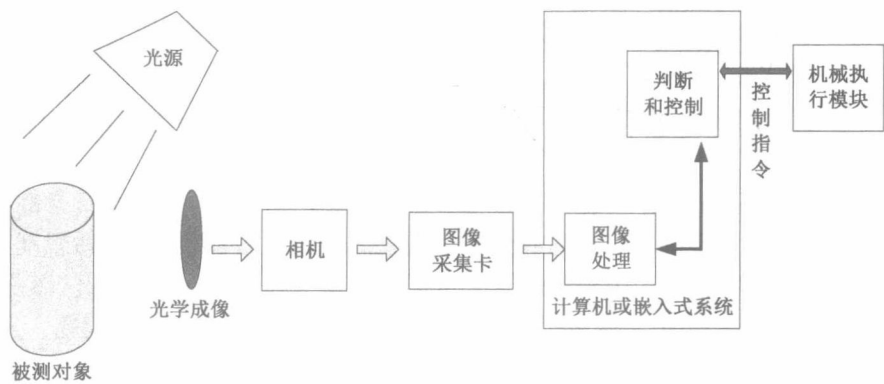 光源
判断
和控制
控
制
指
令
机械执
行模块
相机
图像
采集卡
图像
处理
光学成像
计算机或嵌入式系统
被测对象